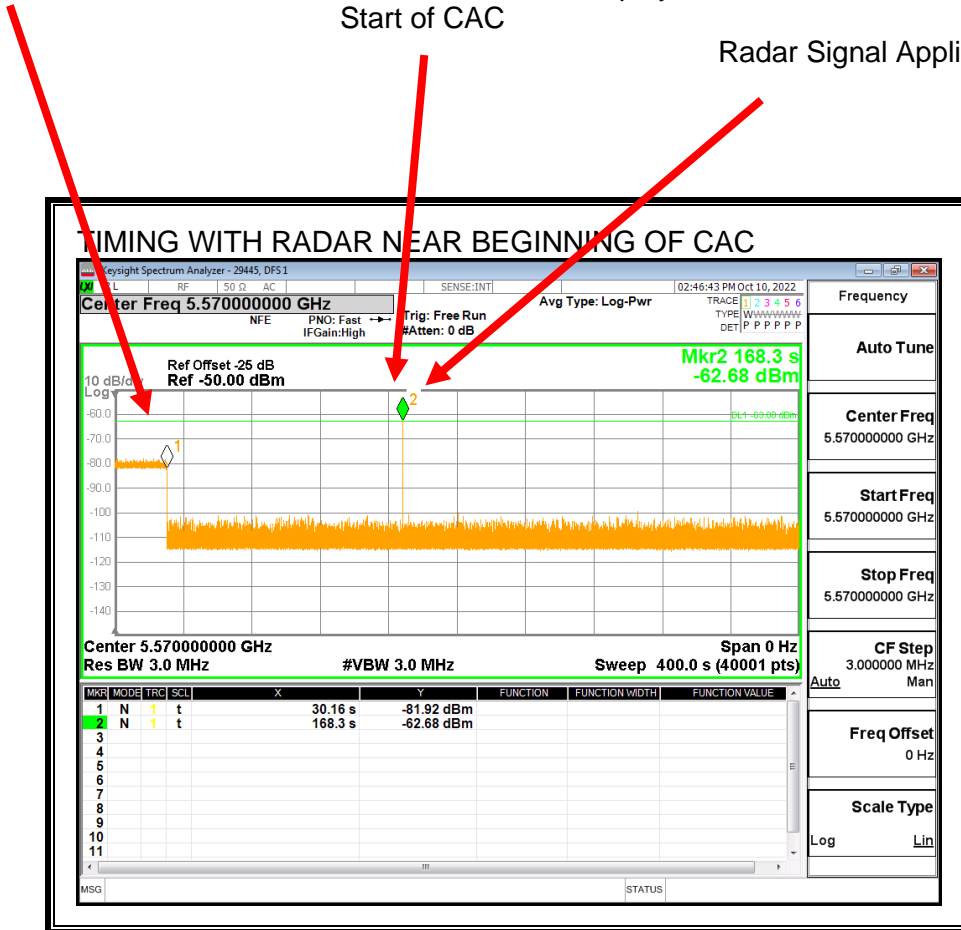 Start of CAC
Radar Signal Appli
TIMING WITH RADAR NEAR BEGINNING OF CAC
Keysight Spectrum Analyzer - 29445, DFS 1
L RF 50 Ω AC SENSE:INT 02:46:43 PM Oct 10, 2022
Center Freq 5.570000000 GHz
NFE
PNO: Fast
IFGain:High
Trig: Free Run
#Atten: 0 dB
Avg Type: Log-Pwr
TRACE 1 2 3 4 5 6
TYPE WWWWWW
DET P P P P P P
Frequency
Auto Tune
Center Freq
5.570000000 GHz
Start Freq
5.570000000 GHz
Stop Freq
5.570000000 GHz
CF Step
3.000000 MHz
Auto Man
Freq Offset
0 Hz
Scale Type
Log Lin
Mkr2 168.3 s
-62.68 dBm
Ref Offset -25 dB
10 dB/div Ref -50.00 dBm
Log
2
1
-60.0
-70.0
-80.0
-90.0
-100
-110
-120
-130
-140
Center 5.570000000 GHz Span 0 Hz
Res BW 3.0 MHz #VBW 3.0 MHz Sweep 400.0 s (40001 pts)
MKR MODE TRC SCL X Y FUNCTION FUNCTION WIDTH FUNCTION VALUE
1 N 1 t 30.16 s -81.92 dBm
2 N 1 t 168.3 s -62.68 dBm
3
4
5
6
7
8
9
10
11
MSG STATUS